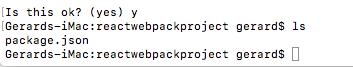 [Is this ok? (yes) y
[Gerards-iMac:reactwebpackproject gerard$ ls
package.json
Gerards-iMac:reactwebpackproject gerard$